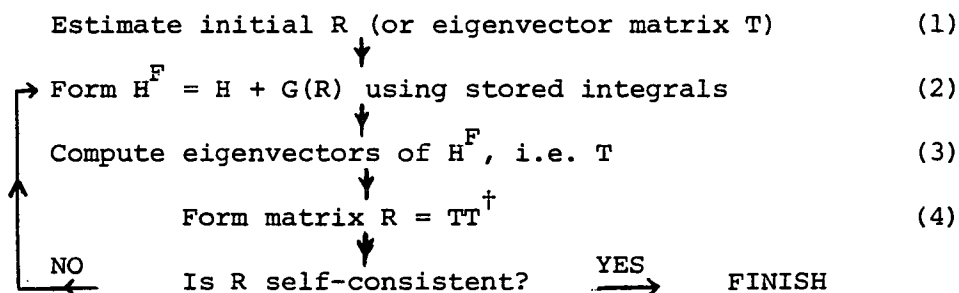 Estimate initial R (or eigenvector matrix T) (1)
Form H^F = H + G(R) using stored integrals (2)
Compute eigenvectors of H^F, i.e. T (3)
Form matrix R = TT^† (4)
NO Is R self-consistent? YES FINISH